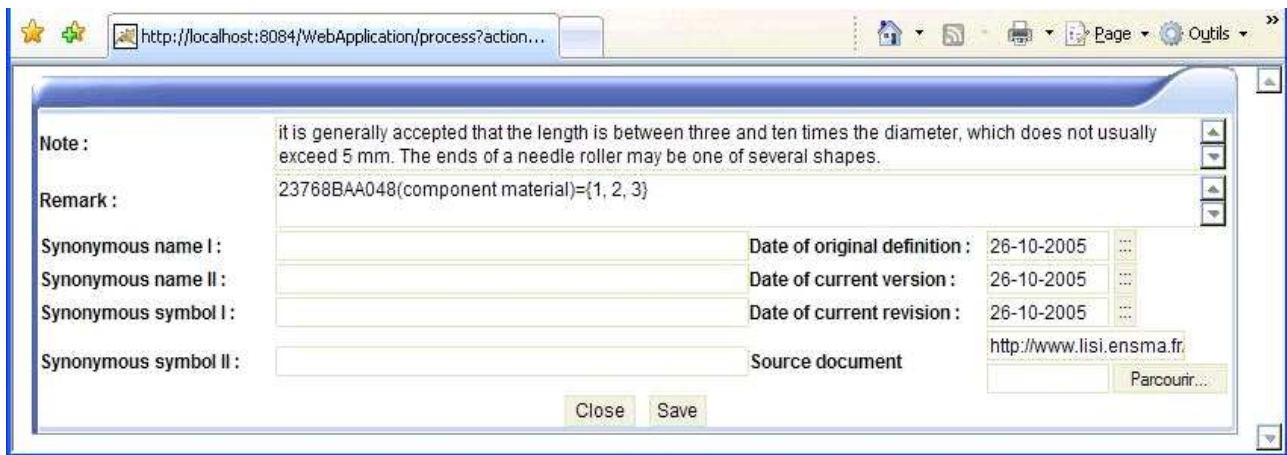 http://localhost:8084/WebApplication/process?action...
Page
Outils
»
Note :
it is generally accepted that the length is between three and ten times the diameter, which does not usually
exceed 5 mm. The ends of a needle roller may be one of several shapes.
Remark :
23768BAA048(component material)={1, 2, 3}
Synonymous name I :
Date of original definition :
26-10-2005
:::
Synonymous name II :
Date of current version :
26-10-2005
:::
Synonymous symbol I :
Date of current revision :
26-10-2005
:::
Synonymous symbol II :
Source document
http://www.lisi.ensma.fr/
Parcourir...
Close
Save